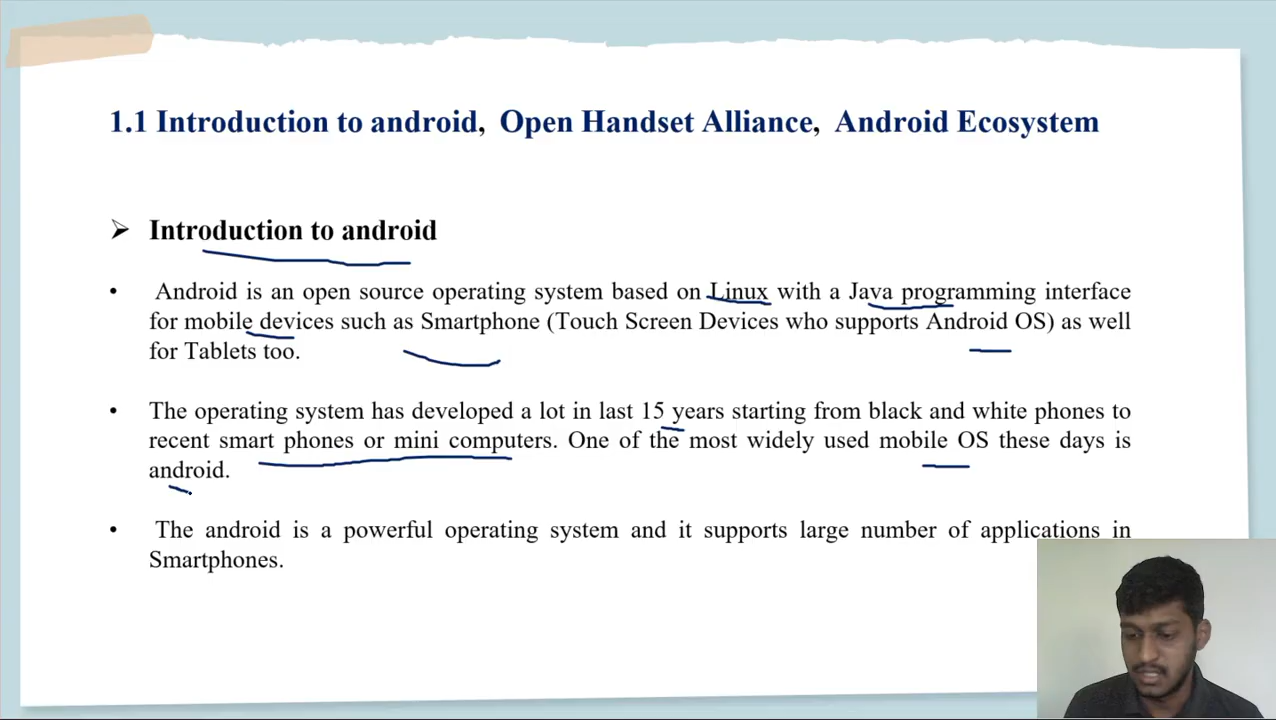 1.1 Introduction to android, Open Handset Alliance, Android Ecosystem
➢ Introduction to android
• Android is an open source operating system based on Linux with a Java programming interface
for mobile devices such as Smartphone (Touch Screen Devices who supports Android OS) as well
for Tablets too.
• The operating system has developed a lot in last 15 years starting from black and white phones to
recent smart phones or mini computers. One of the most widely used mobile OS these days is
android.
• The android is a powerful operating system and it supports large number of applications in
Smartphones.